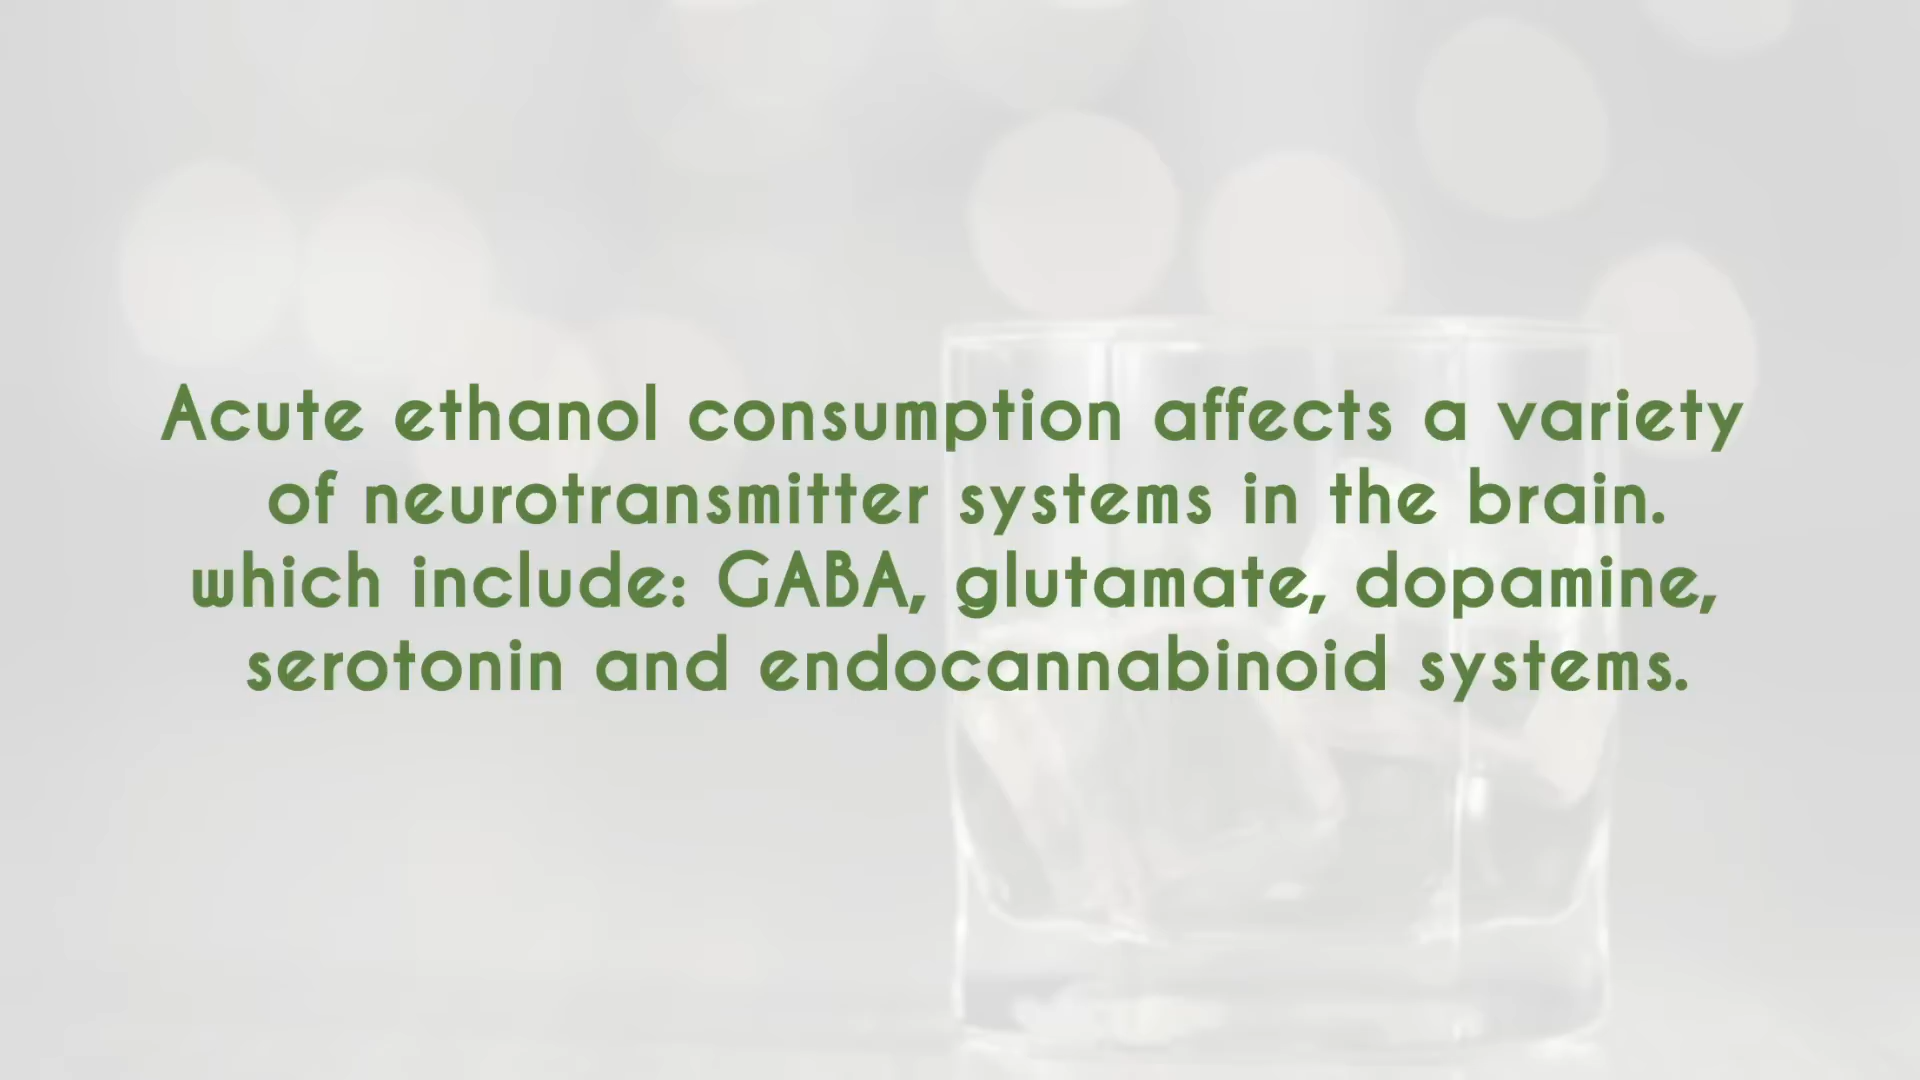 Acute ethanol consumption affects a variety
of neurotransmitter systems in the brain.
which include: GABA, glutamate, dopamine,
serotonin and endocannabinoid systems.